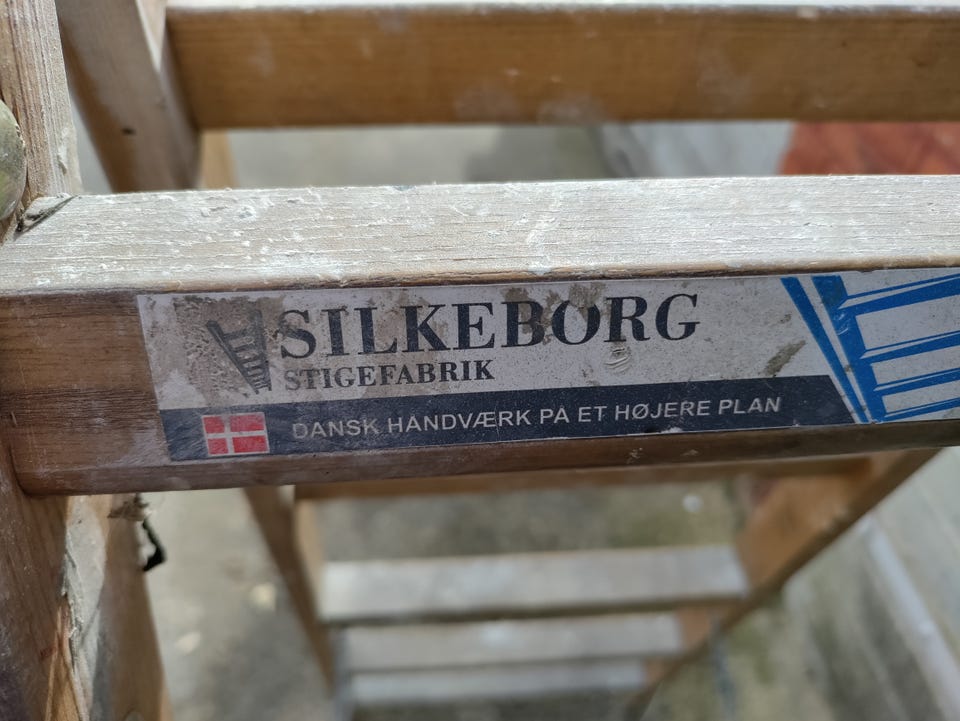 SILKEBORG
STIGEFABRIK
DANSK HANDVÆRK PA ET HØJERE PLAN